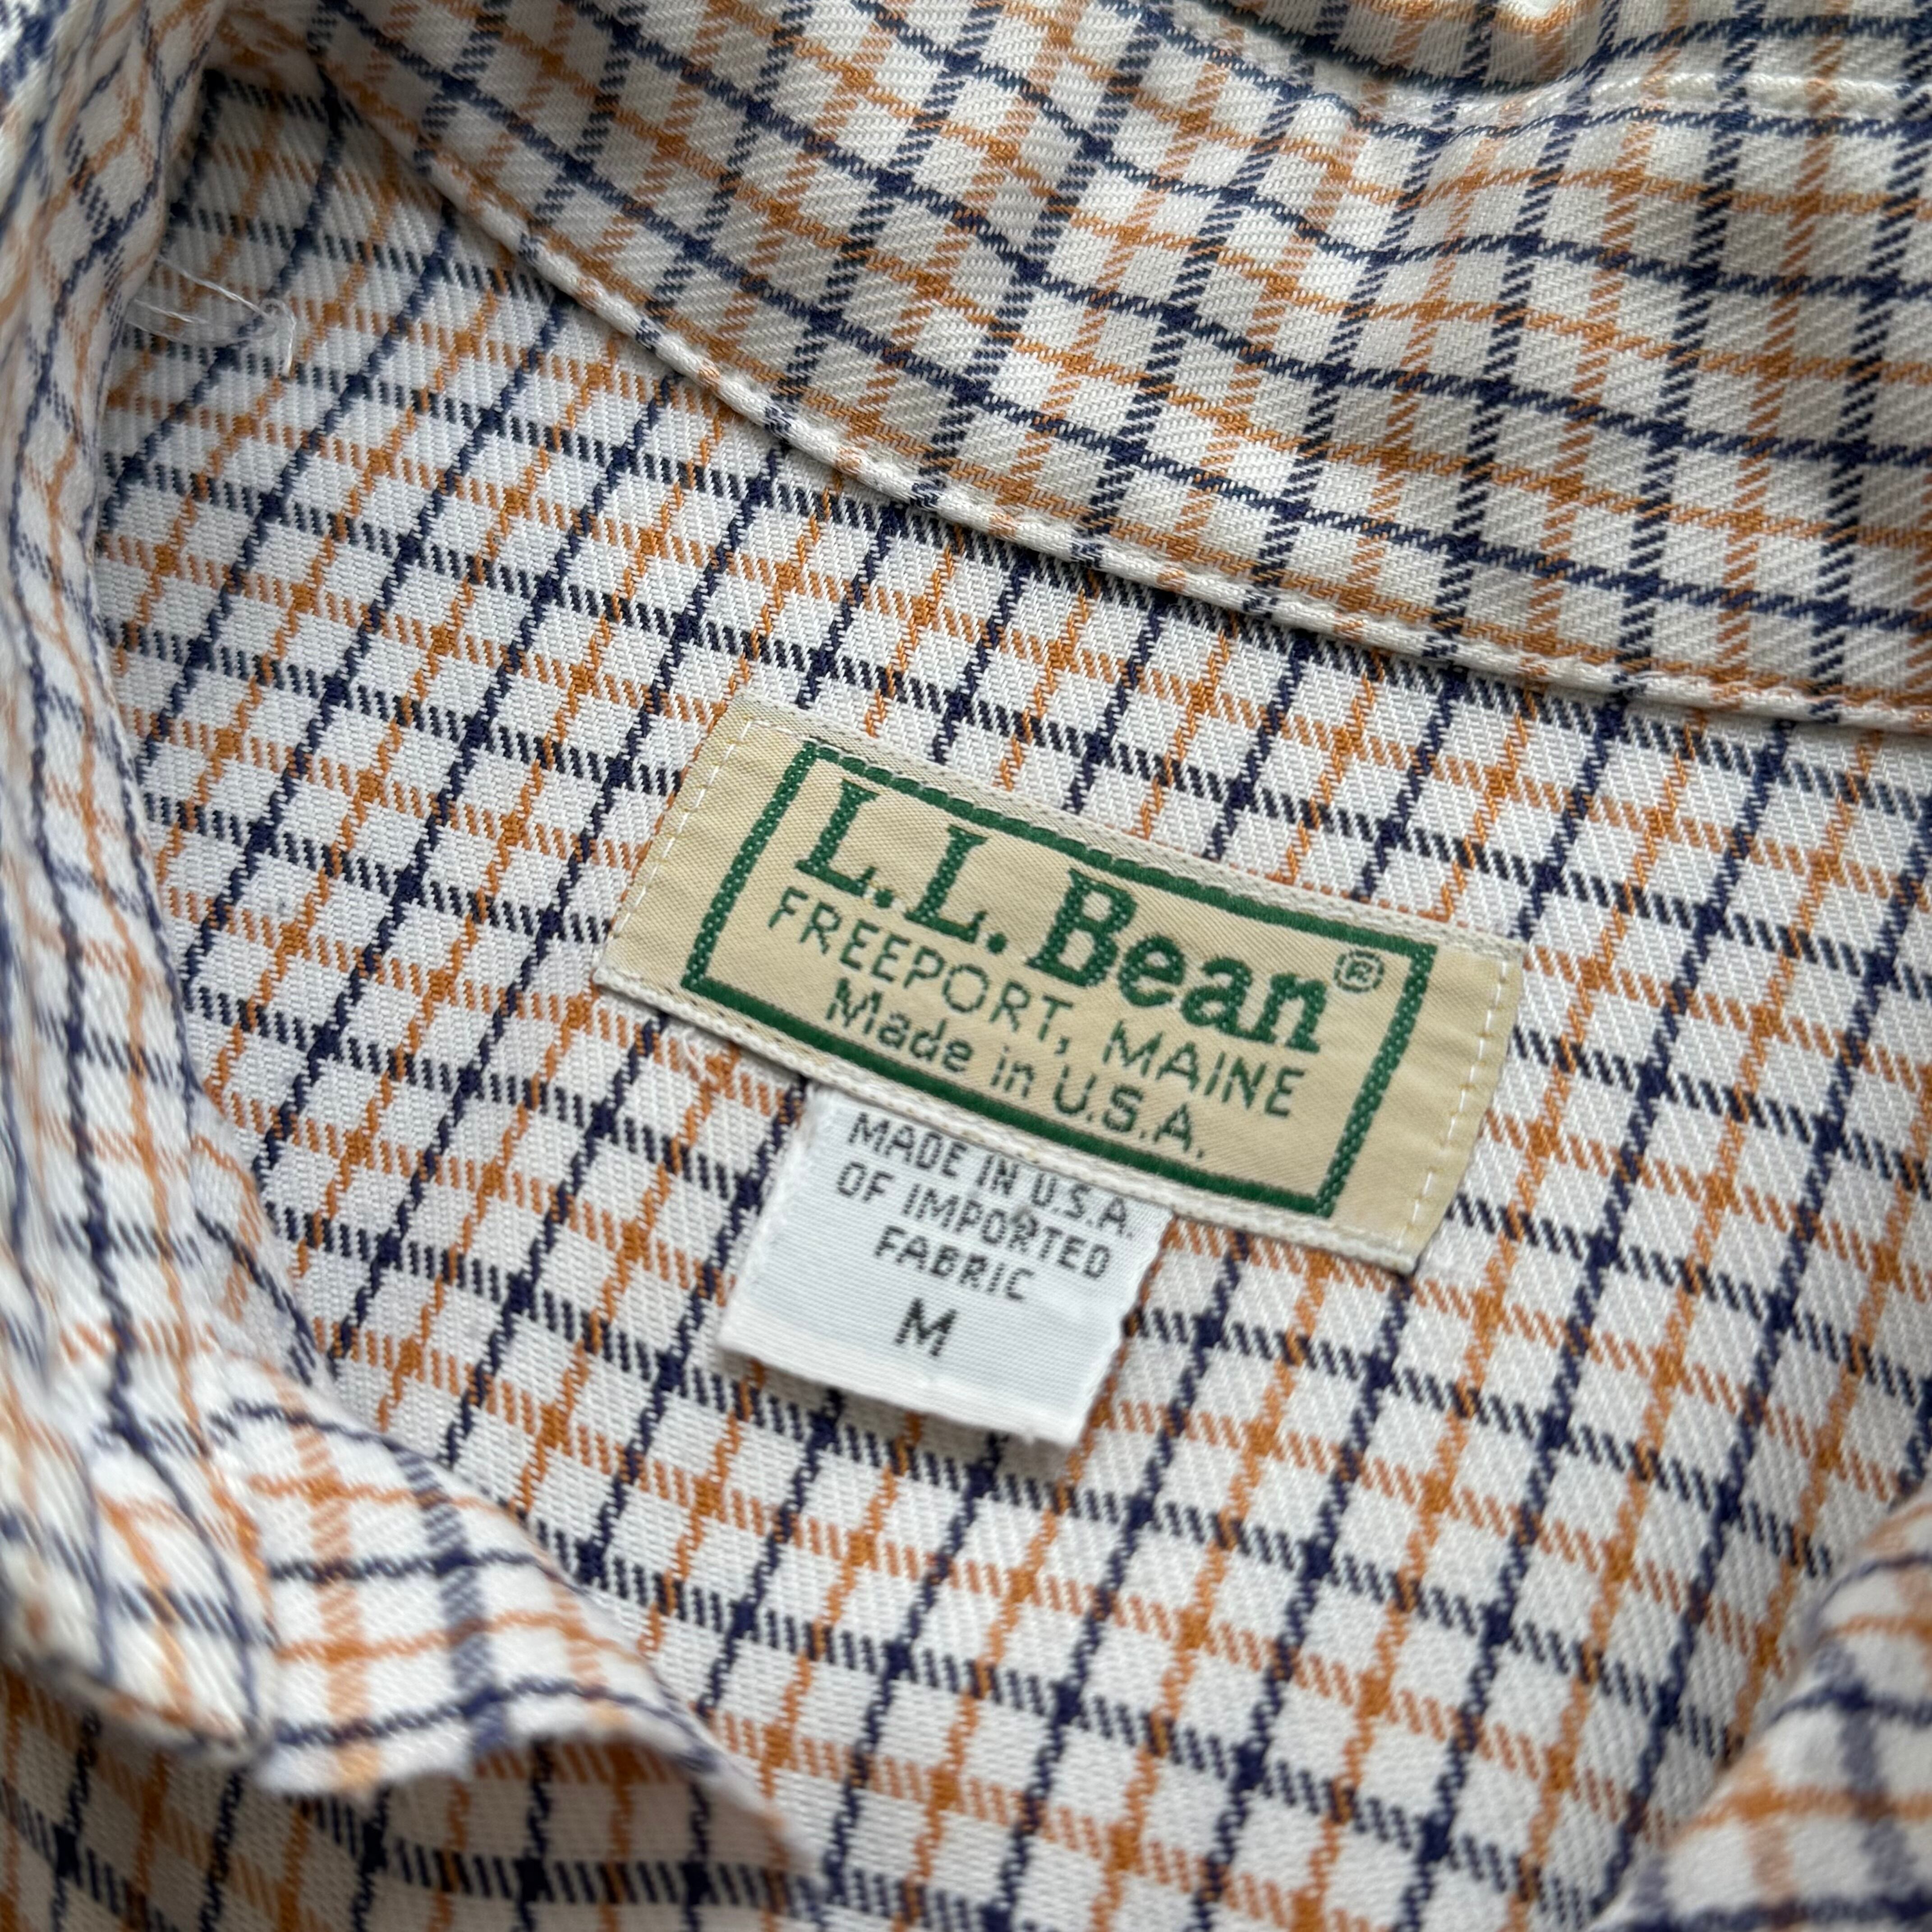 L.L.Bean®
FREEPORT, MAINE
Made in U.S.A.
MADE IN U.S.A.
OF IMPORTED
FABRIC
M